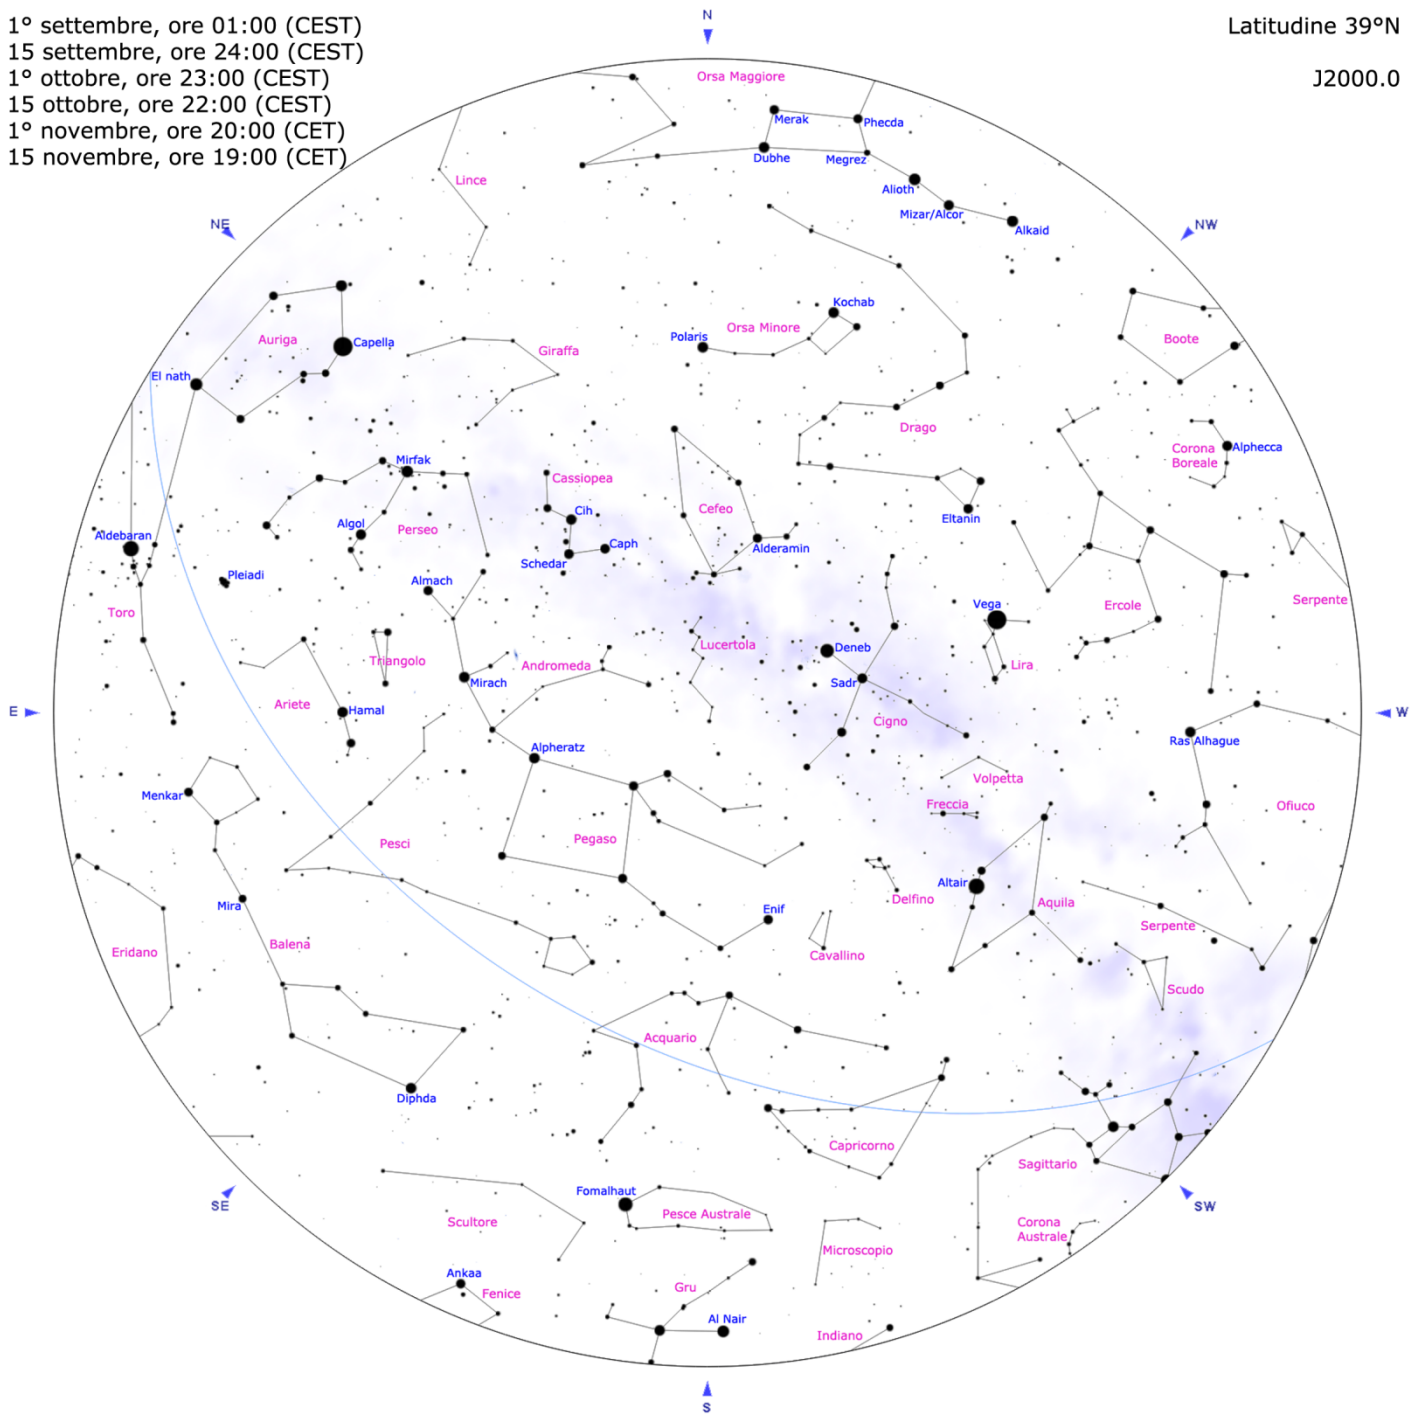 1° settembre, ore 01:00 (CEST)
15 settembre, ore 24:00 (CEST)
1° ottobre, ore 23:00 (CEST)
15 ottobre, ore 22:00 (CEST)
1° novembre, ore 20:00 (CET)
15 novembre, ore 19:00 (CET)
Latitudine 39°N
J2000.0
N
Orsa Maggiore
Merak
Phecda
Dubhe
Megrez
Lince
Alioth
Mizar/Alcor
Alkaid
NE
NW
Kochab
Orsa Minore
Polaris
Auriga
Capella
Giraffa
Boote
El nath
Drago
Corona
Boreale
Alphecca
Mirfak
Cassiopea
Cefeo
Cih
Eltanin
Algol
Perseo
Aldebaran
Caph
Schedar
Alderamin
Pleiadi
Almach
Toro
Vega
Ercole
Serpente
Triangolo
Andromeda
Lucertola
Deneb
Lira
Mirach
Sadr
Ariete
Hamal
Cigno
E
W
Ras Alhague
Alpheratz
Volpetta
Menkar
Freccia
Ofiuco
Pesci
Pegaso
Altair
Mira
Enif
Delfino
Aquila
Serpente
Eridano
Balena
Cavallino
Scudo
Acquario
Diphda
Capricorno
Sagittario
SE
SW
Fomalhaut
Scultore
Pesce Australe
Corona
Australe
Microscopio
Ankaa
Fenice
Gru
Al Nair
Indiano
S